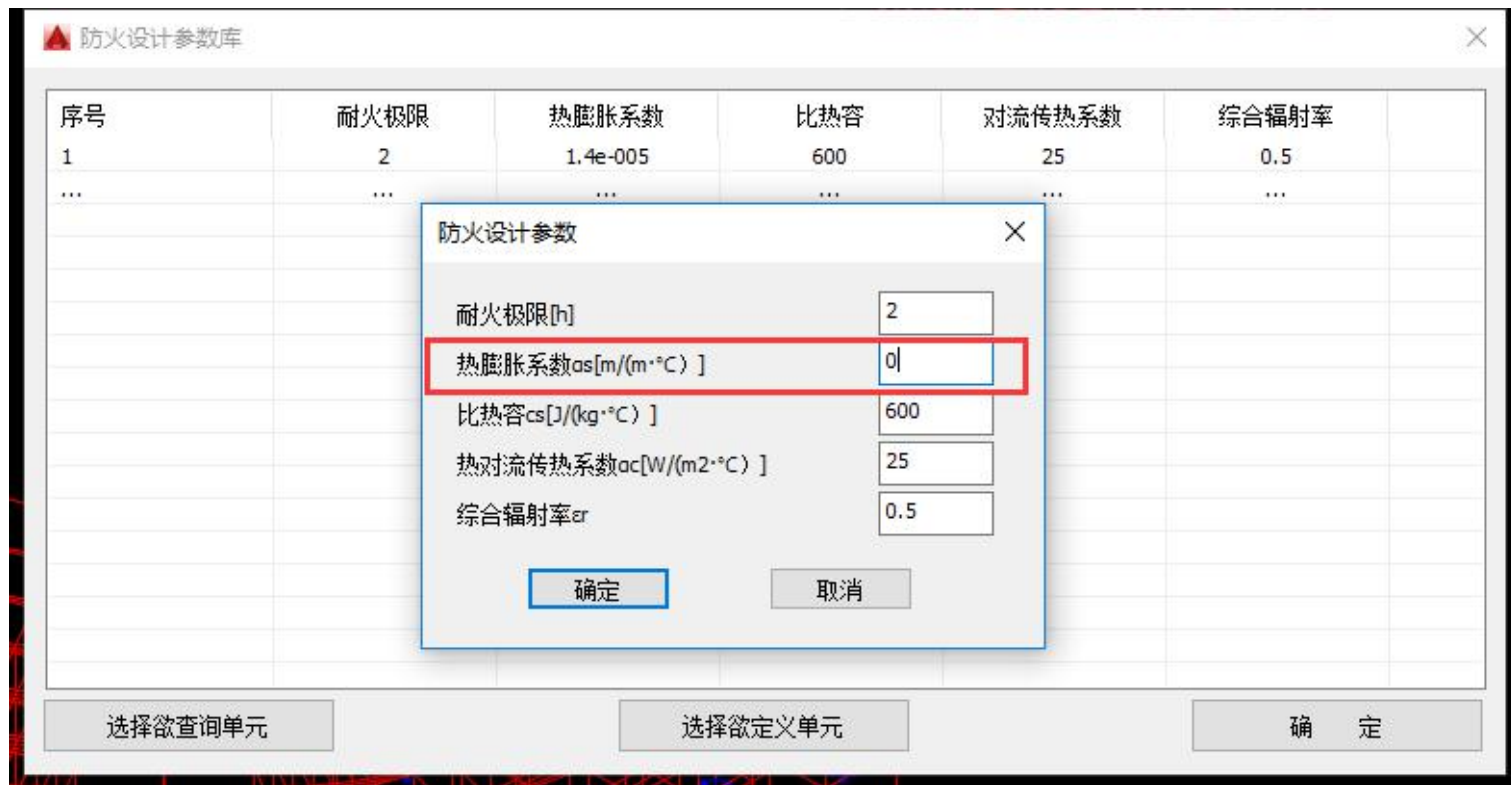 防火设计参数库
序号 耐火极限 热膨胀系数 比热容 对流传热系数 综合辐射率
1 2 1.4e-005 600 25 0.5
... ... ... ... ... ...
防火设计参数
耐火极限[h] 2
热膨胀系数αs[m/(m·°C）] 0
比热容cs[J/(kg·°C）] 600
热对流传热系数αc[W/(m2·°C）] 25
综合辐射率εr 0.5
确定 取消
选择欲查询单元 选择欲定义单元 确 定